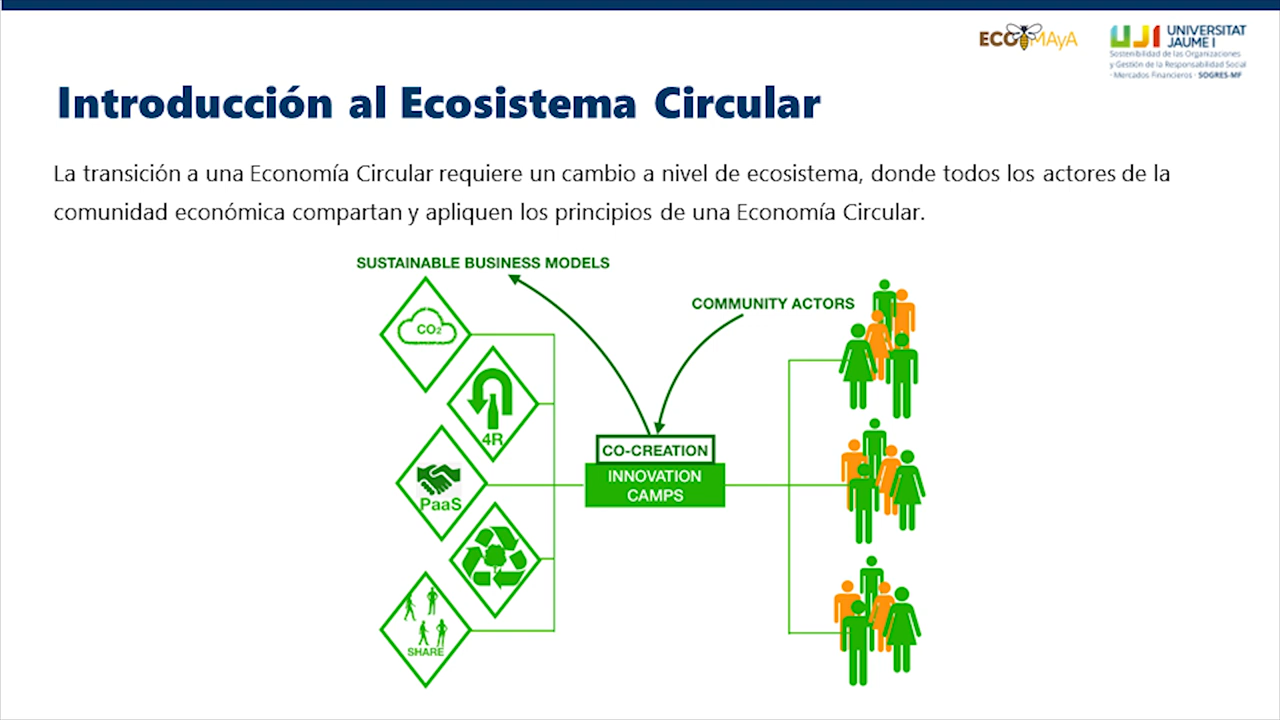 ECOMAyA
UNIVERSITAT
JAUME I
Sostenibilidad de las Organizaciones
y Gestión de la Responsabilidad Social
- Mercados Financieros - SOGRES-MF
Introducción al Ecosistema Circular
La transición a una Economía Circular requiere un cambio a nivel de ecosistema, donde todos los actores de la
comunidad económica compartan y apliquen los principios de una Economía Circular.
SUSTAINABLE BUSINESS MODELS
COMMUNITY ACTORS
CO₂
4R
CO-CREATION
INNOVATION
CAMPS
PaaS
SHARE